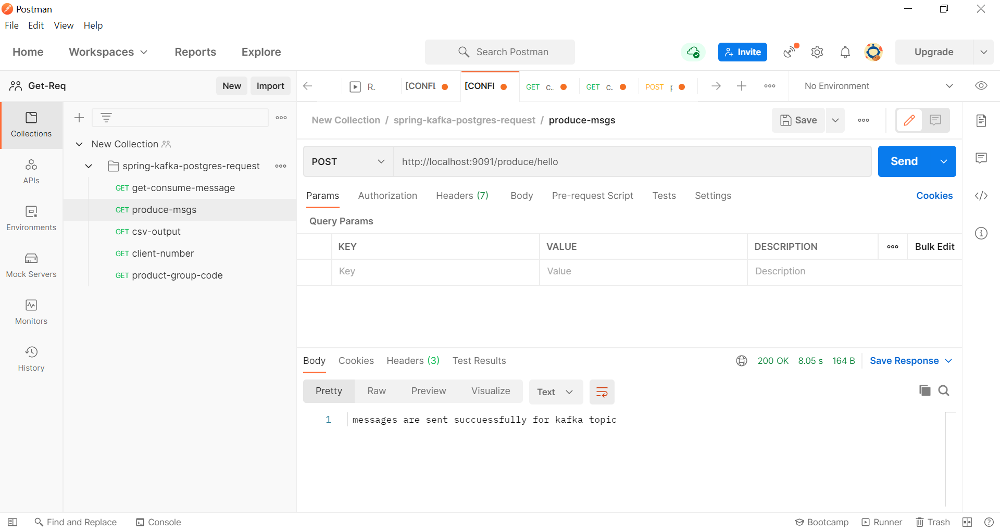 Postman
File Edit View Help
Home Workspaces Reports Explore Search Postman Invite Upgrade
Get-Req New Import R. [CONFL [CONFL GET c.. GET c. POST No Environment
Collections
New Collection / spring-kafka-postgres-request / produce-msgs Save
New Collection
spring-kafka-postgres-request
POST http://localhost:9091/produce/hello Send
APIs
GET get-consume-message
Params Authorization Headers (7) Body Pre-request Script Tests Settings Cookies
GET produce-msgs
Query Params
Environments
GET csv-output
KEY VALUE DESCRIPTION ooo Bulk Edit
GET client-number
Key Value Description
Mock Servers
GET product-group-code
Monitors
History
Body Cookies Headers (3) Test Results 200 OK 8.05 s 164 B Save Response
Pretty Raw Preview Visualize Text
1 messages are sent succuessfully for kafka topic
Find and Replace Console Bootcamp Runner Trash